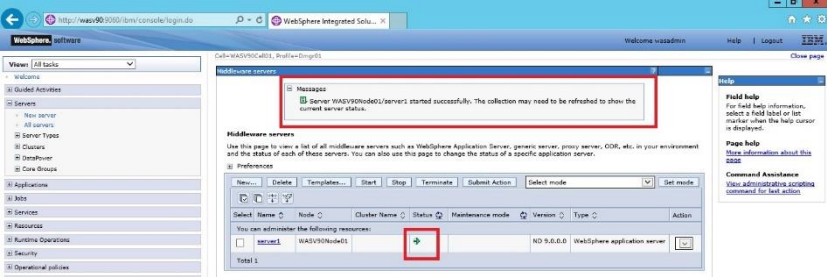 http://wasv90:9060/ibm/console/login.do
WebSphere Integrated Solu...
WebSphere. software
Welcome wasadmin
Help | Logout
IBM
View: All tasks
Cell=WASV90Cell01, Profile=Dmgr01
Close page
Welcome
Guided Activities
Servers
New server
All servers
Server Types
Clusters
DataPower
Core Groups
Applications
Jobs
Services
Resources
Runtime Operations
Security
Operational policies
Middleware servers
Messages
Server WASV90Node01/server1 started successfully. The collection may need to be refreshed to show the
current server status.
Middleware servers
Use this page to view a list of all middleware servers such as WebSphere Application Server, generic server, proxy server, ODR, etc. in your environment
and the status of each of these servers. You can also use this page to change the status of a specific application server.
Preferences
New... Delete Templates... Start Stop Terminate Submit Action Select mode Set mode
Select Name Node Cluster Name Status Maintenance mode Version Type Action
You can administer the following resources:
server1 WASV90Node01 ND 9.0.0.0 WebSphere application server
Total 1
Help
Field help
For field help information,
select a field label or list
marker when the help cursor
is displayed.
Page help
More information about this
page
Command Assistance
View administrative scripting
command for last action